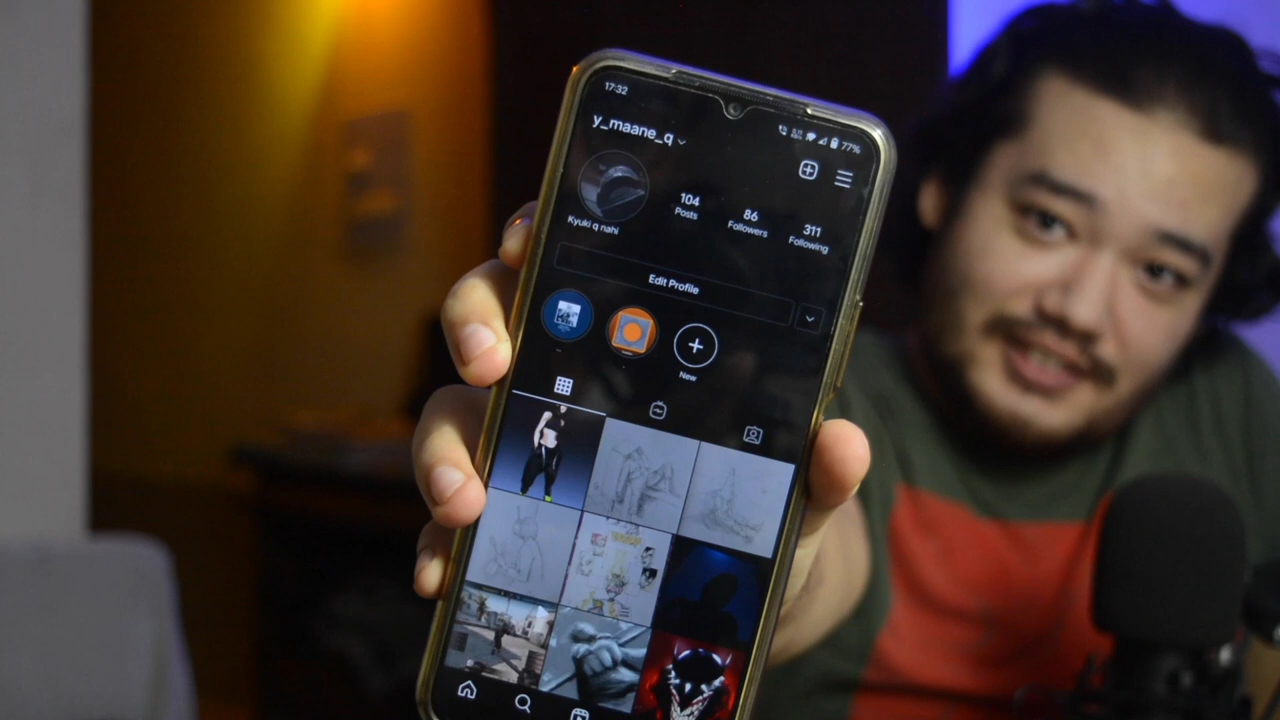 17:32
77%
y_maane_q
104
Posts
86
Followers
311
Following
Kyuki q nahi
Edit Profile
New